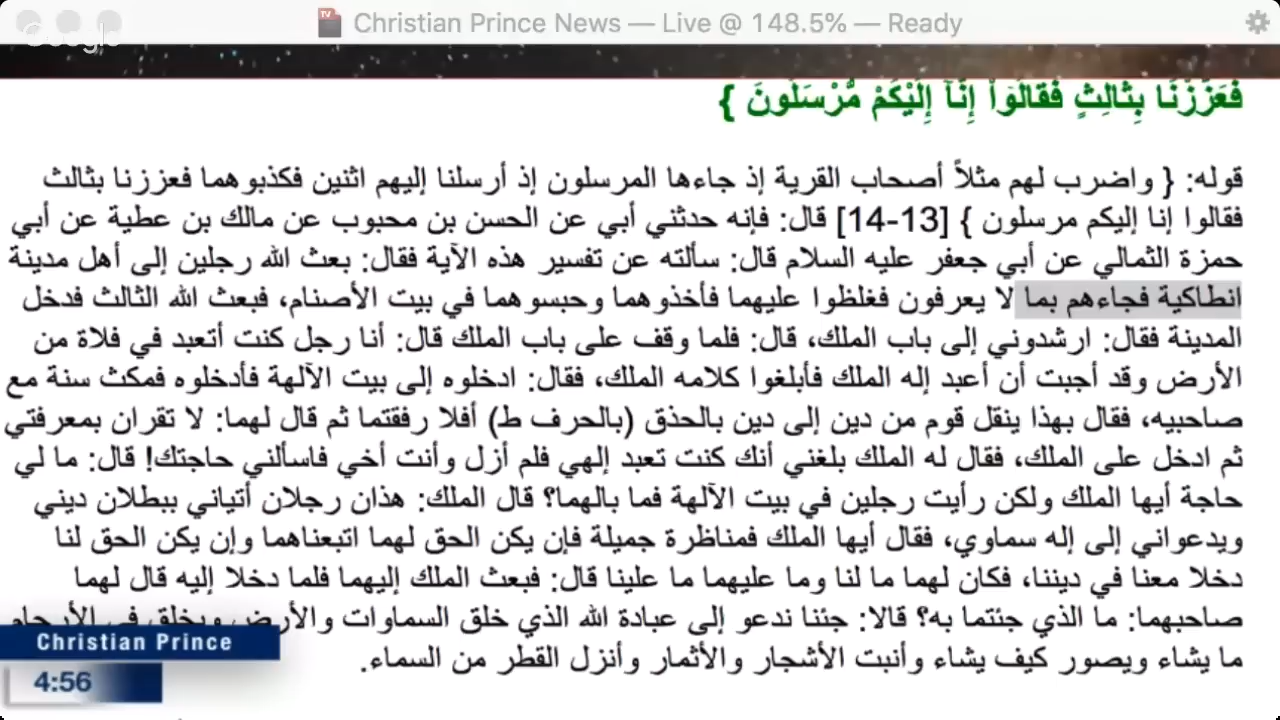 Christian Prince News — Live @ 148.5% — Ready
Google
فَعَزَّزْنَا بِثَالِثٍ فَقَالُوۤاْ إِنَّآ إِلَيْكُمْ مُّرْسَلُونَ }
قوله: { واضرب لهم مثلاً أصحاب القرية إذ جاءها المرسلون إذ أرسلنا إليهم اثنين فكذبوهما فعززنا بثالث
فقالوا إنا إليكم مرسلون } [13-14] قال: فإنه حدثني أبي عن الحسن بن محبوب عن مالك بن عطية عن أبي
حمزة الثمالي عن أبي جعفر عليه السلام قال: سألته عن تفسير هذه الآية فقال: بعث الله رجلين إلى أهل مدينة
انطاكية فجاءهم بما لا يعرفون فغلظوا عليهما فأخذوهما وحبسوهما في بيت الأصنام، فبعث الله الثالث فدخل
المدينة فقال: ارشدوني إلى باب الملك، قال: فلما وقف على باب الملك قال: أنا رجل كنت أتعبد في فلاة من
الأرض وقد أجبت أن أعبد إله الملك فأبلغوا كلامه الملك، فقال: ادخلوه إلى بيت الآلهة فأدخلوه فمكث سنة مع
صاحبيه، فقال بهذا ينقل قوم من دين إلى دين بالحذق (بالحرف ط) أفلا رفقتما ثم قال لهما: لا تقران بمعرفتي
ثم ادخل على الملك، فقال له الملك بلغني أنك كنت تعبد إلهي فلم أزل وأنت أخي فاسألني حاجتك! قال: ما لي
حاجة أيها الملك ولكن رأيت رجلين في بيت الآلهة فما بالهما؟ قال الملك: هذان رجلان أتياني ببطلان ديني
ويدعواني إلى إله سماوي، فقال أيها الملك فمناظرة جميلة فإن يكن الحق لهما اتبعناهما وإن يكن الحق لنا
دخلا معنا في ديننا، فكان لهما ما لنا وما عليهما ما علينا قال: فبعث الملك إليهما فلما دخلا إليه قال لهما
صاحبهما: ما الذي جئتما به؟ قالا: جئنا ندعو إلى عبادة الله الذي خلق السماوات والأرض ويخلق في الأرحام
ما يشاء ويصور كيف يشاء وأنبت الأشجار والأثمار وأنزل القطر من السماء.
Christian Prince
4:56